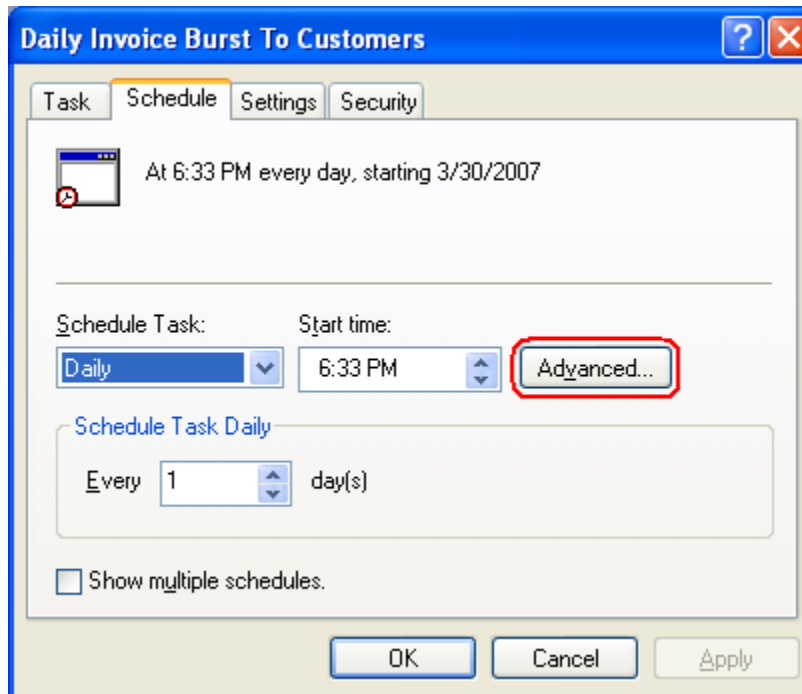 Daily Invoice Burst To Customers
Task Schedule Settings Security
At 6:33 PM every day, starting 3/30/2007
Schedule Task: Start time:
Daily 6:33 PM Advanced...
Schedule Task Daily
Every 1 day(s)
Show multiple schedules.
OK Cancel Apply